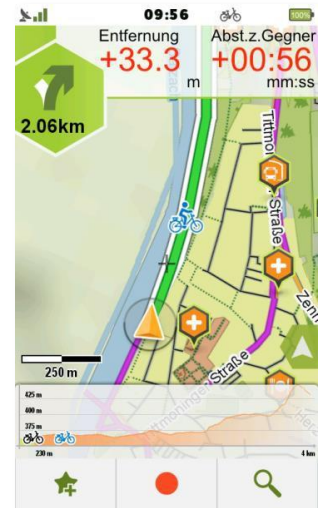 09:56
100%
Entfernung
Abst.z.Gegner
+33.3
+00:56
m
mm:ss
2.06km
Straße
Straße
250 m
425 m
400 m
375 m
230 m
4 km